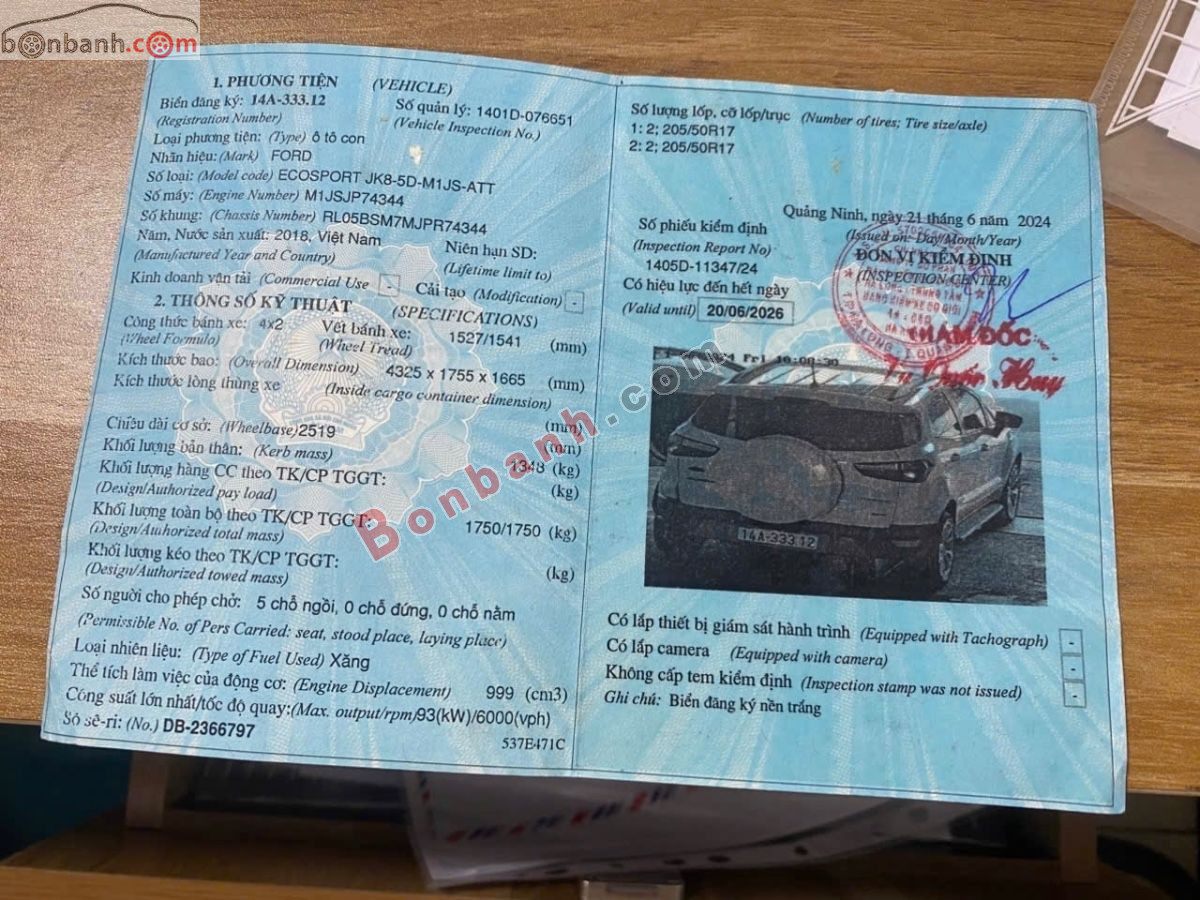 bonbanh.com
1. PHƯƠNG TIỆN (VEHICLE)
Biển đăng ký: 14A-333.12 Số quản lý: 1401D-076651
(Registration Number) (Vehicle Inspection No.)
Loại phương tiện: (Type) ô tô con
Nhãn hiệu: (Mark) FORD
Số loại: (Model code) ECOSPORT JK8-5D-M1JS-ATT
Số máy: (Engine Number) M1JSJP74344
Số khung: (Chassis Number) RL05BSM7MJPR74344
Năm, Nước sản xuất: 2018, Việt Nam Niên hạn SD:
(Manufactured Year and Country) (Lifetime limit to)
Kinh doanh vận tải (Commercial Use - Cải tạo (Modification) -
2. THÔNG SỐ KỸ THUẬT (SPECIFICATIONS)
Công thức bánh xe: 4x2 Vết bánh xe: 1527/1541 (mm)
(Wheel Formula) (Wheel Tread)
Kích thước bao: (Overall Dimension) 4325 x 1755 x 1665 (mm)
Kích thước lòng thùng xe (Inside cargo container dimension)
(mm)
Chiều dài cơ sở: (Wheelbase) 2519 (mm)
Khối lượng bản thân: (Kerb mass) 1348 (kg)
Khối lượng hàng CC theo TK/CP TGGT: (kg)
(Design/Authorized pay load)
Khối lượng toàn bộ theo TK/CP TGGT: 1750/1750 (kg)
(Design/Authorized total mass)
Khối lượng kéo theo TK/CP TGGT: (kg)
(Design/Authorized towed mass)
Số người cho phép chở: 5 chỗ ngồi, 0 chỗ đứng, 0 chỗ nằm
(Permissible No. of Pers Carried: seat, stood place, laying place)
Loại nhiên liệu: (Type of Fuel Used) Xăng
Thể tích làm việc của động cơ: (Engine Displacement) 999 (cm3)
Công suất lớn nhất/tốc độ quay:(Max. output/rpm) 93(kW)/6000(vph)
Số sê-ri: (No.) DB-2366797
537E471C
Số lượng lốp, cỡ lốp/trục (Number of tires; Tire size/axle)
1: 2; 205/50R17
2: 2; 205/50R17
Quảng Ninh, ngày 21 tháng 6 năm 2024
Số phiếu kiểm định (Issued on: Day/Month/Year)
(Inspection Report No) ĐƠN VỊ KIỂM ĐỊNH
1405D-11347/24 (INSPECTION CENTER)
Có hiệu lực đến hết ngày
(Valid until) 20/06/2026
14A-333.12
Có lắp thiết bị giám sát hành trình (Equipped with Tachograph) -
Có lắp camera (Equipped with camera) -
Không cấp tem kiểm định (Inspection stamp was not issued) -
Ghi chú: Biển đăng ký nền trắng
Bonbanh.com